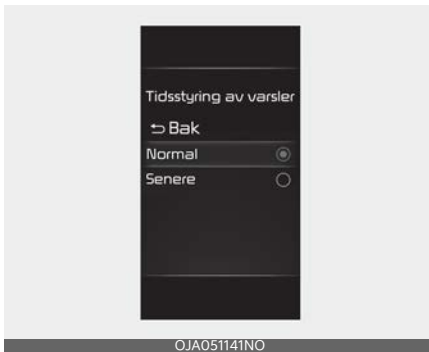 Tidsstyring av varsler
Bak
Normal
Senere
OJA051141NO